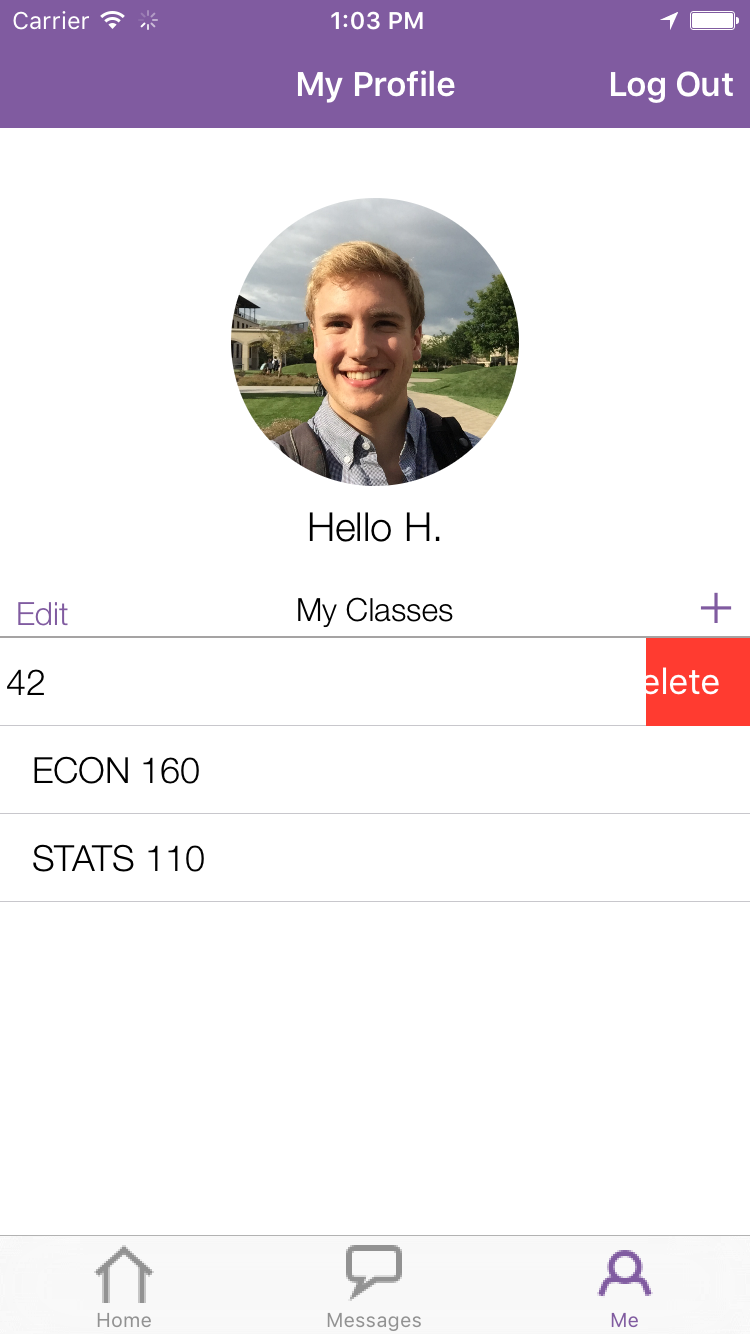 Carrier 1:03 PM
My Profile Log Out
Hello H.
Edit My Classes +
42 elete
ECON 160
STATS 110
Home Messages Me